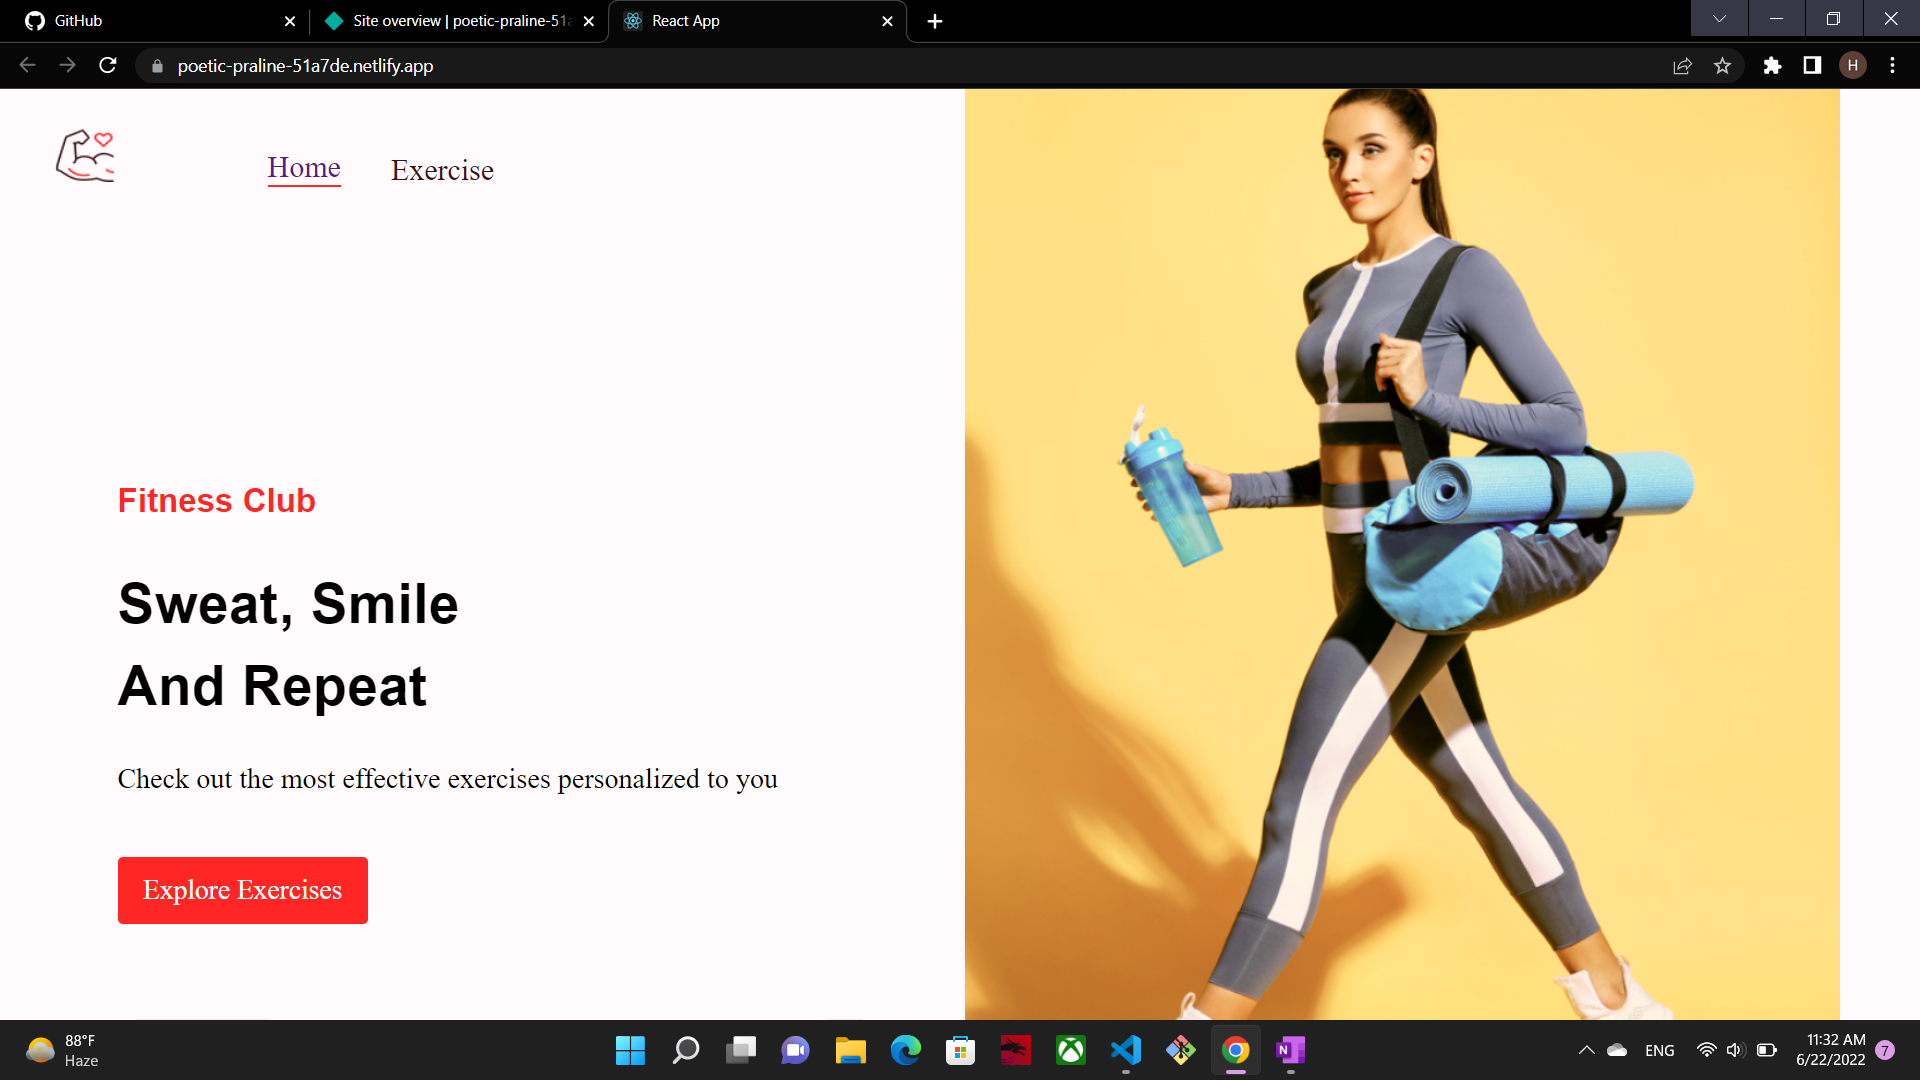 GitHub
Site overview | poetic-praline-51a
React App
poetic-praline-51a7de.netlify.app
H
Home
Exercise
Fitness Club
Sweat, Smile
And Repeat
Check out the most effective exercises personalized to you
Explore Exercises
88°F
Haze
N
ENG
11:32 AM
6/22/2022
7